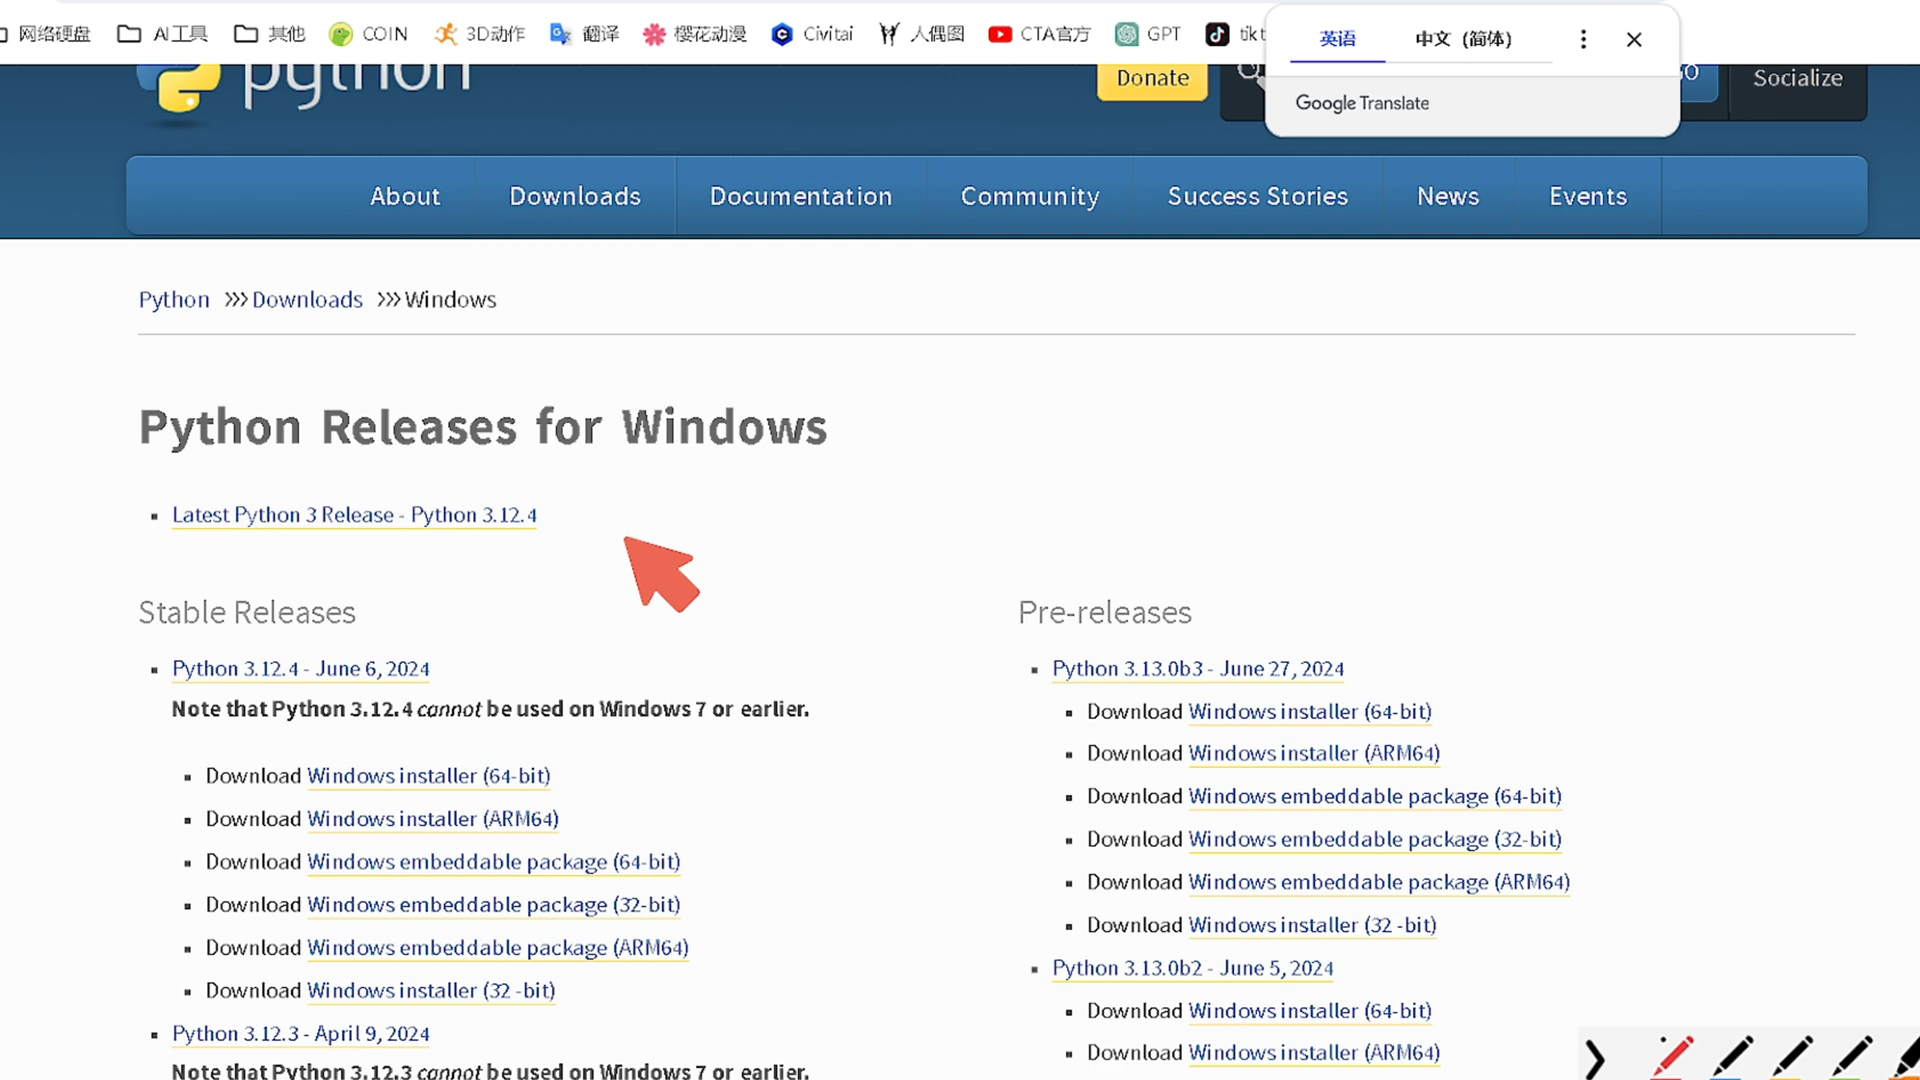 网络硬盘 AI工具 其他 COIN 3D动作 翻译 樱花动漫 Civitai 人偶图 CTA官方 GPT tikt
英语 中文（简体）
Google Translate
python
Donate
Socialize
About Downloads Documentation Community Success Stories News Events
Python >>> Downloads >>> Windows
Python Releases for Windows
Latest Python 3 Release - Python 3.12.4
Stable Releases
Python 3.12.4 - June 6, 2024
Note that Python 3.12.4 cannot be used on Windows 7 or earlier.
Download Windows installer (64-bit)
Download Windows installer (ARM64)
Download Windows embeddable package (64-bit)
Download Windows embeddable package (32-bit)
Download Windows embeddable package (ARM64)
Download Windows installer (32 -bit)
Python 3.12.3 - April 9, 2024
Note that Python 3.12.3 cannot be used on Windows 7 or earlier.
Pre-releases
Python 3.13.0b3 - June 27, 2024
Download Windows installer (64-bit)
Download Windows installer (ARM64)
Download Windows embeddable package (64-bit)
Download Windows embeddable package (32-bit)
Download Windows embeddable package (ARM64)
Download Windows installer (32 -bit)
Python 3.13.0b2 - June 5, 2024
Download Windows installer (64-bit)
Download Windows installer (ARM64)